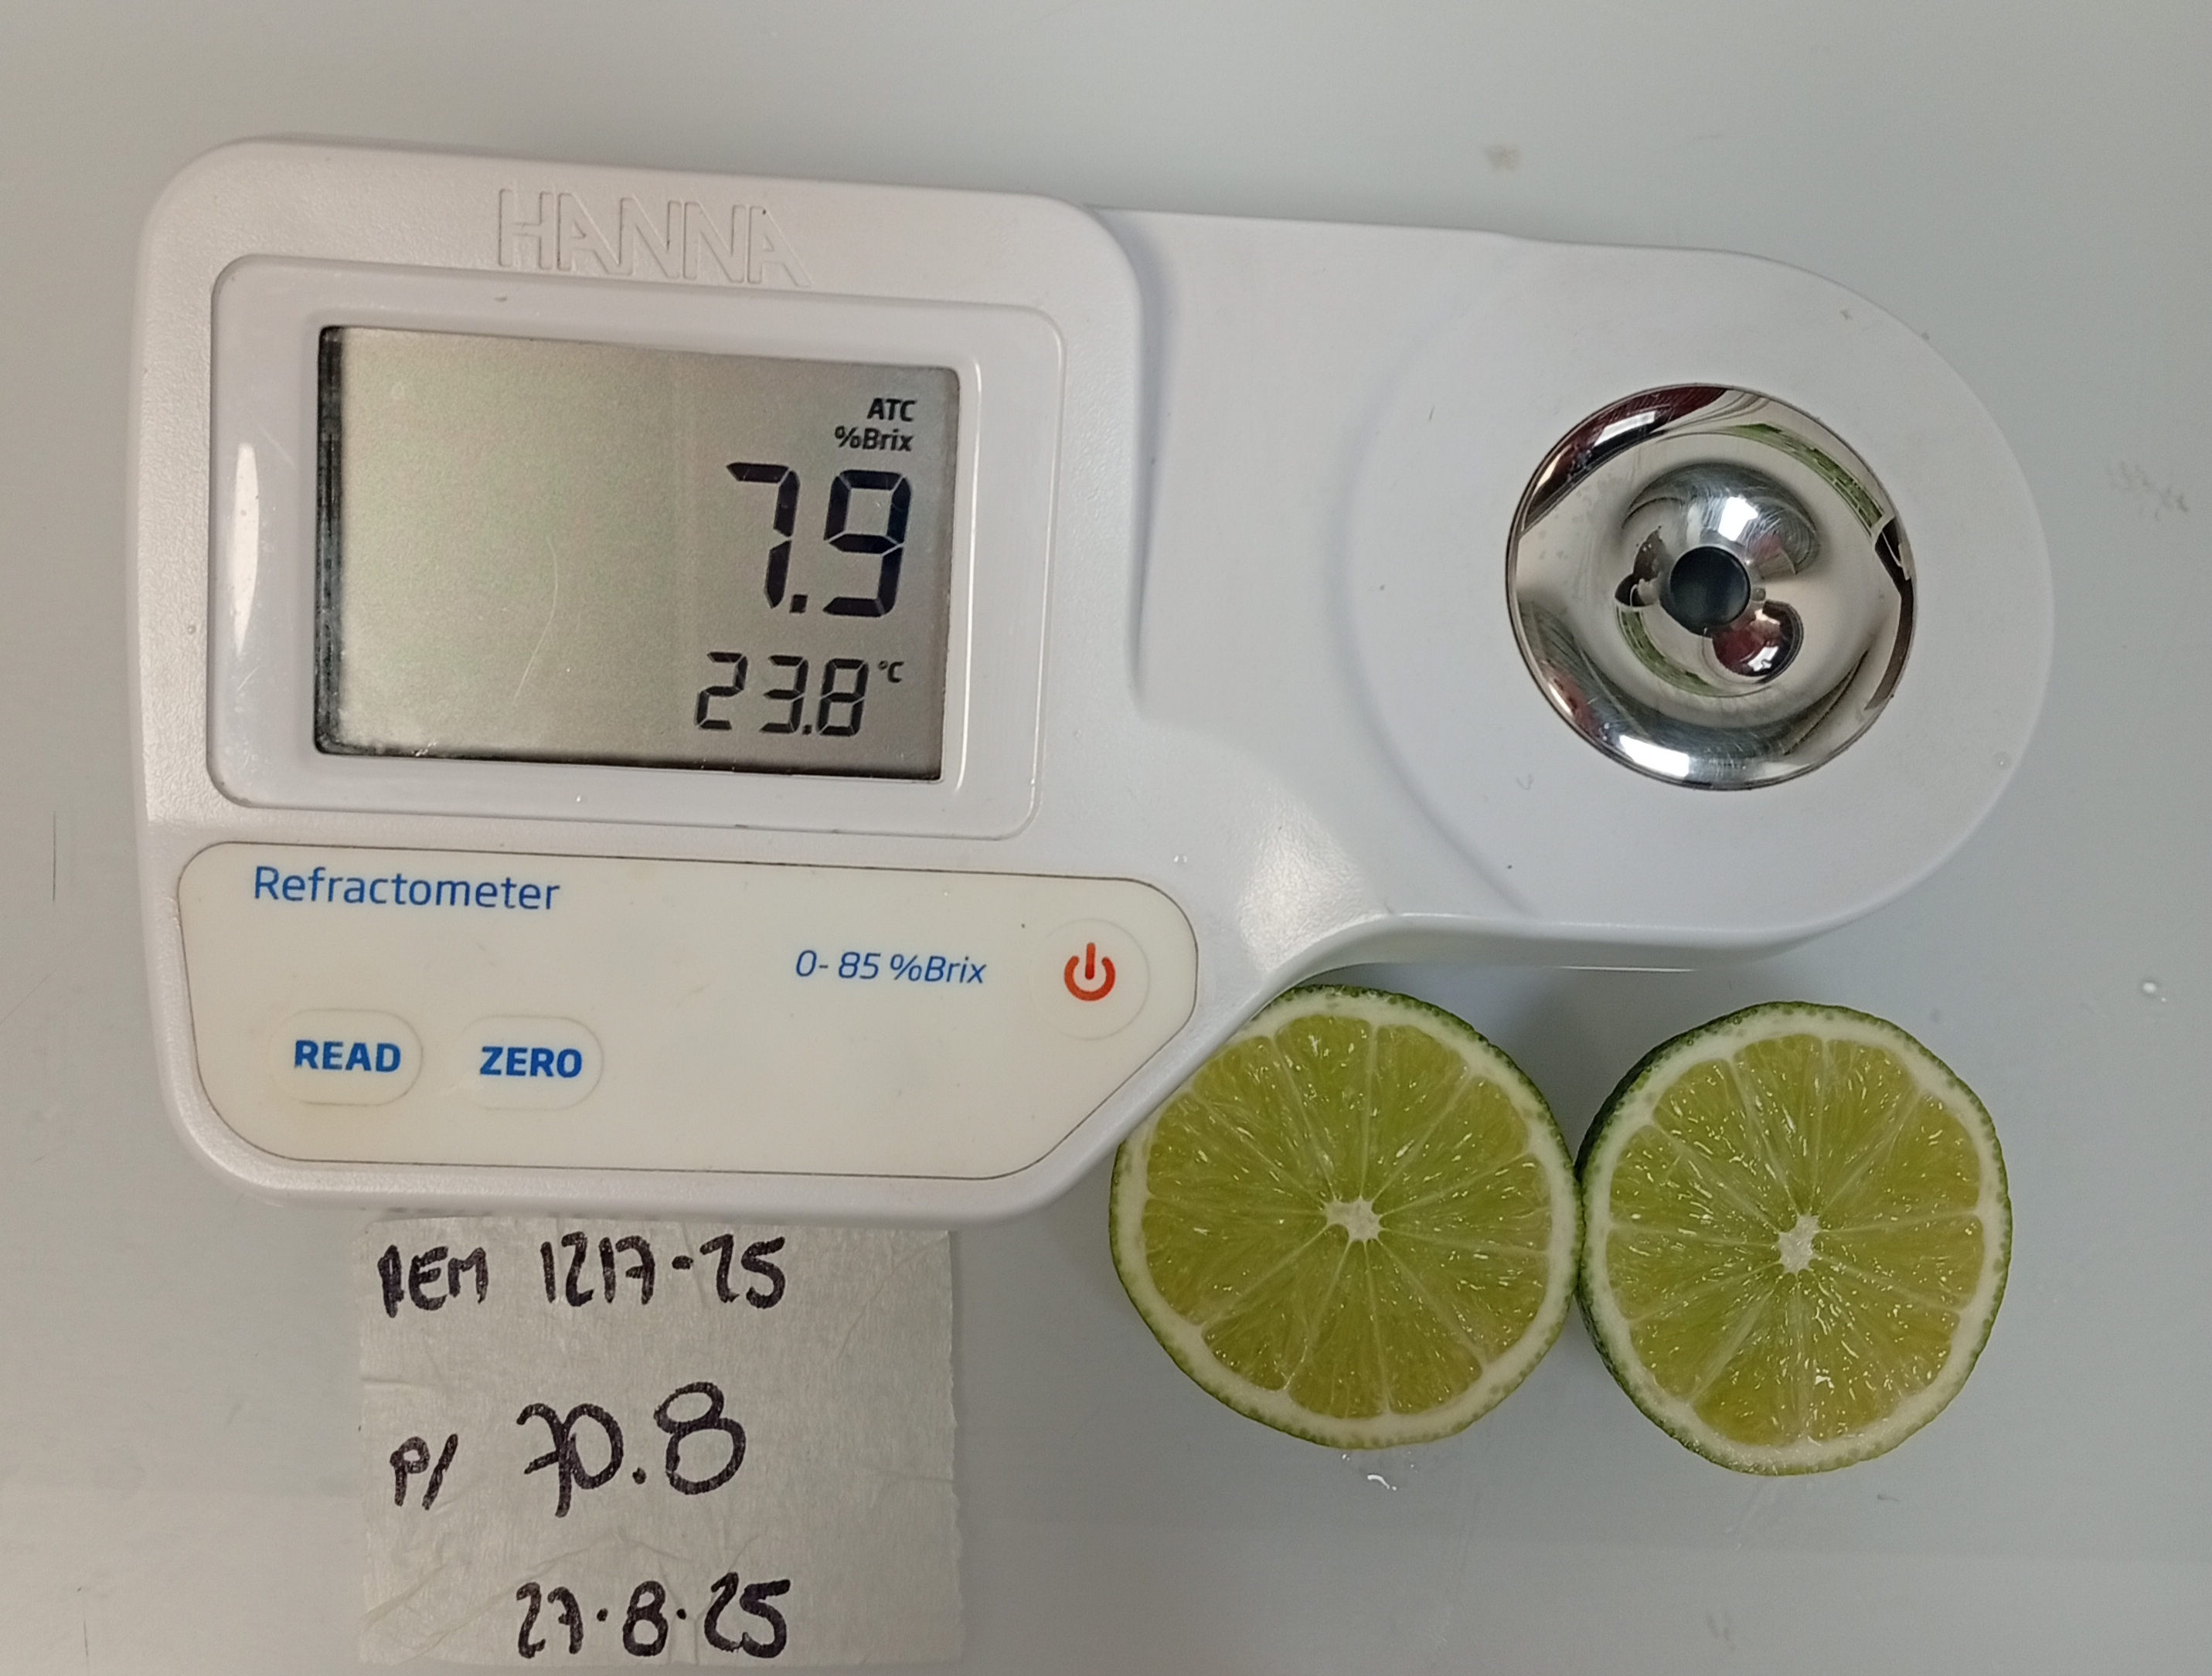 HANNA
ATC
%Brix
7.9
23.8 °C
Refractometer
0-85 %Brix
READ ZERO
REM 1217-25
P/ 70.8
27.8.25